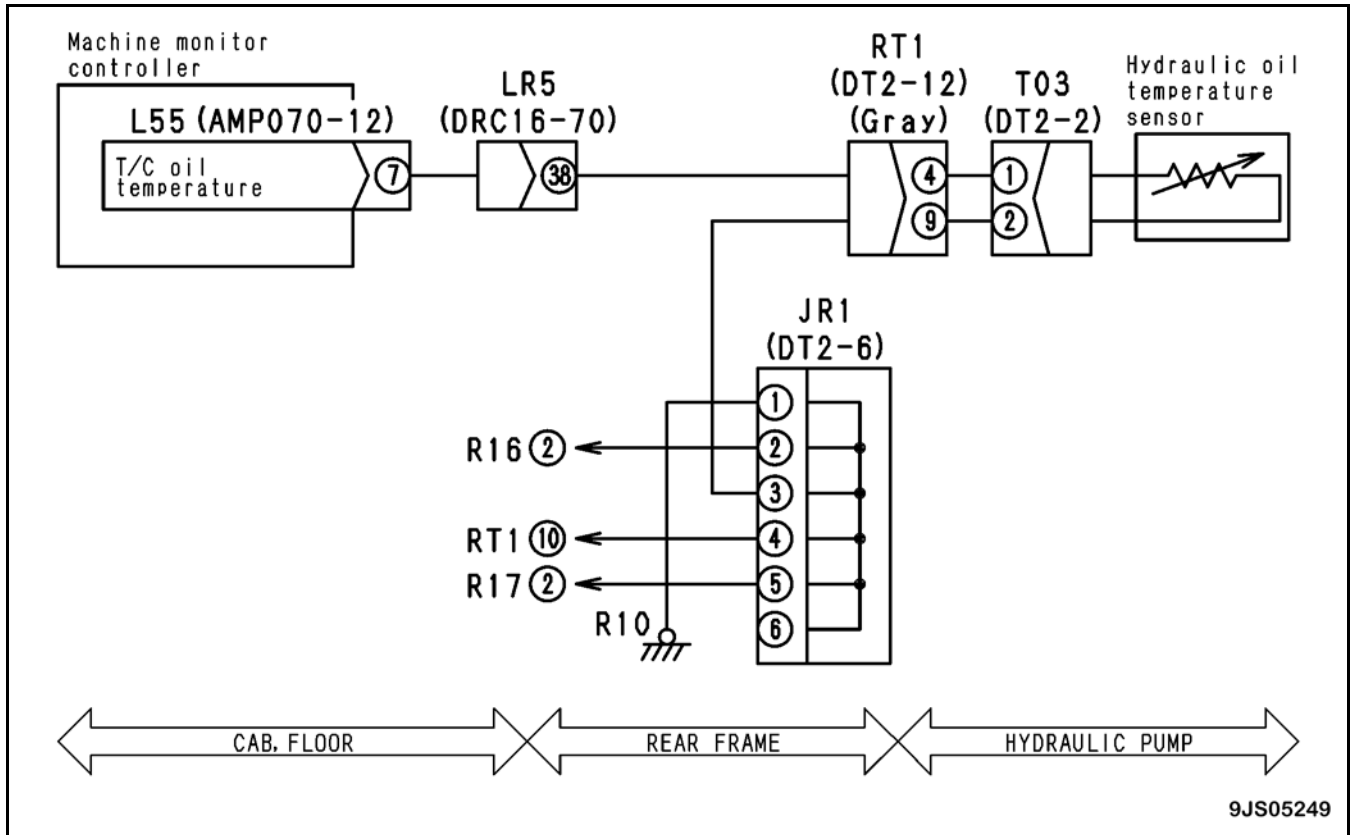 Machine monitor
controller
L55 (AMP070-12)
T/C oil
temperature
7
LR5
(DRC16-70)
38
RT1
(DT2-12)
(Gray)
4
9
T03
(DT2-2)
1
2
Hydraulic oil
temperature
sensor
JR1
(DT2-6)
1
2
3
4
5
6
R16 2
RT1 10
R17 2
R10
CAB, FLOOR
REAR FRAME
HYDRAULIC PUMP
9JS05249